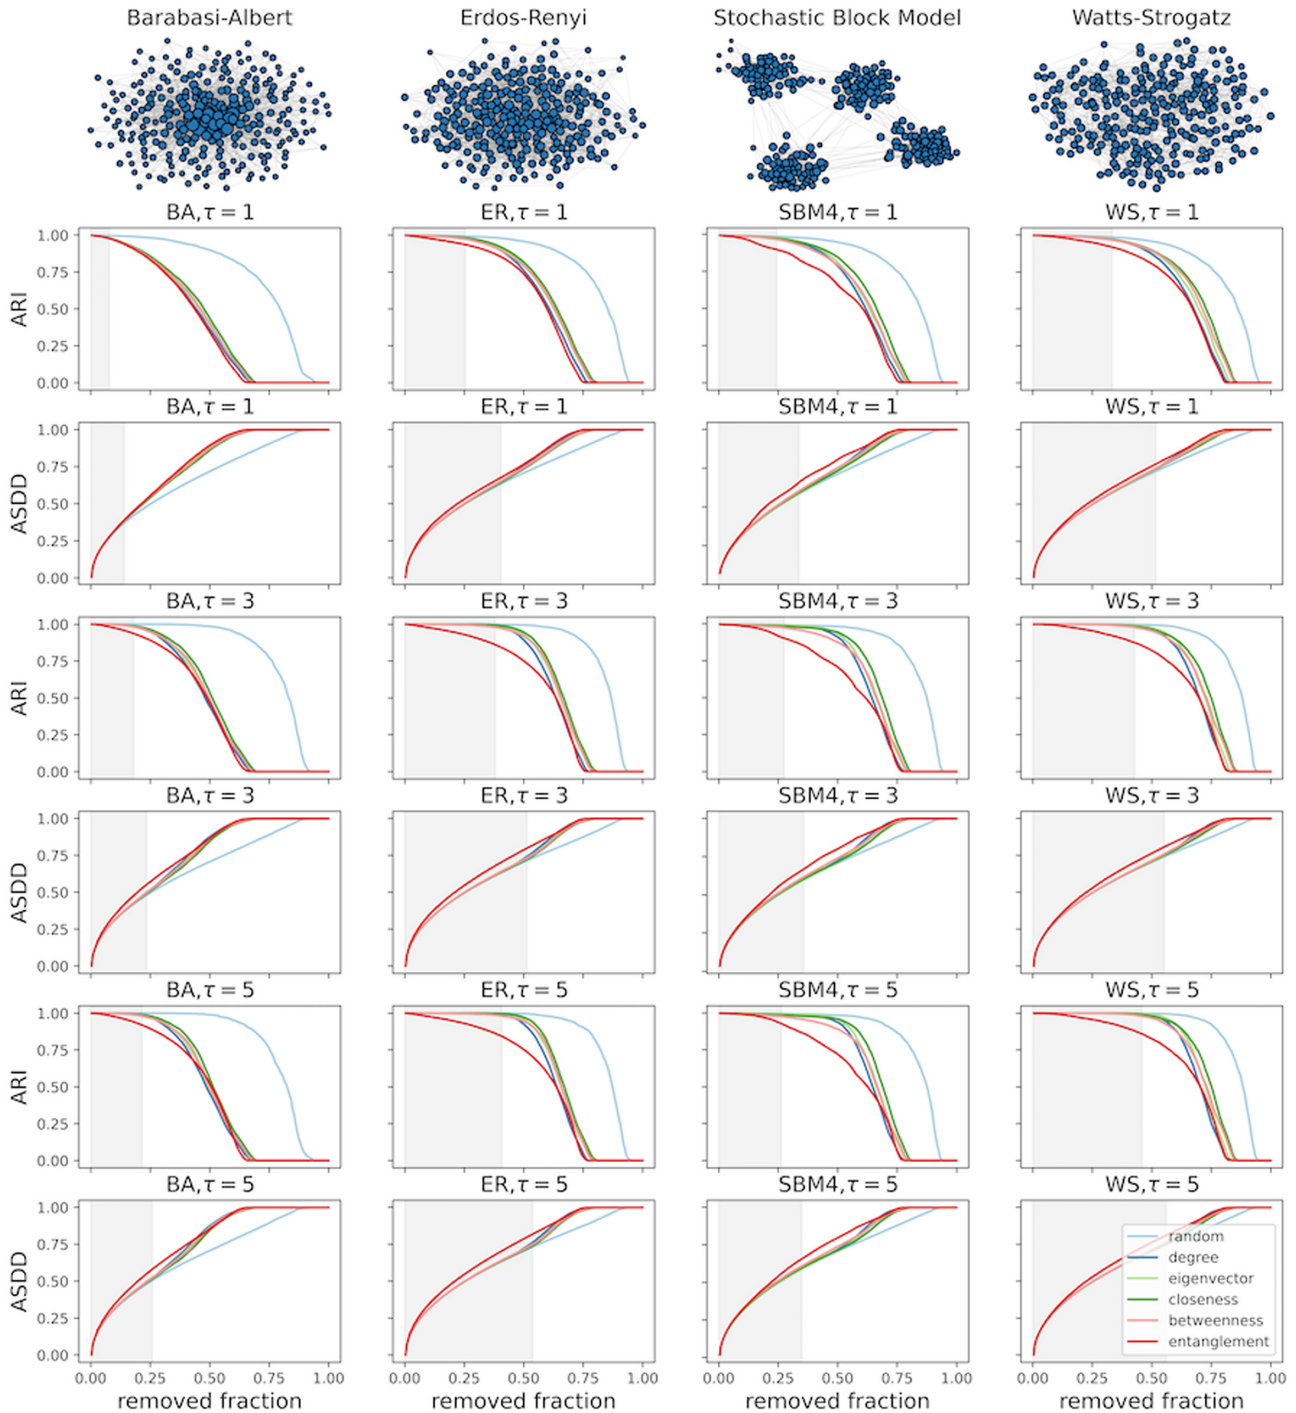 Barabasi-Albert Erdos-Renyi Stochastic Block Model Watts-Strogatz
BA,τ = 1 ER,τ = 1 SBM4,τ = 1 WS,τ = 1
1.00
0.75
0.50
0.25
0.00
ARI
BA,τ = 1 ER,τ = 1 SBM4,τ = 1 WS,τ = 1
1.00
0.75
0.50
0.25
0.00
ASDD
BA,τ = 3 ER,τ = 3 SBM4,τ = 3 WS,τ = 3
1.00
0.75
0.50
0.25
0.00
ARI
BA,τ = 3 ER,τ = 3 SBM4,τ = 3 WS,τ = 3
1.00
0.75
0.50
0.25
0.00
ASDD
BA,τ = 5 ER,τ = 5 SBM4,τ = 5 WS,τ = 5
1.00
0.75
0.50
0.25
0.00
ARI
BA,τ = 5 ER,τ = 5 SBM4,τ = 5 WS,τ = 5
1.00
0.75
0.50
0.25
0.00
ASDD
random
degree
eigenvector
closeness
betweenness
entanglement
0.00 0.25 0.50 0.75 1.00 0.00 0.25 0.50 0.75 1.00 0.00 0.25 0.50 0.75 1.00 0.00 0.25 0.50 0.75 1.00
removed fraction removed fraction removed fraction removed fraction